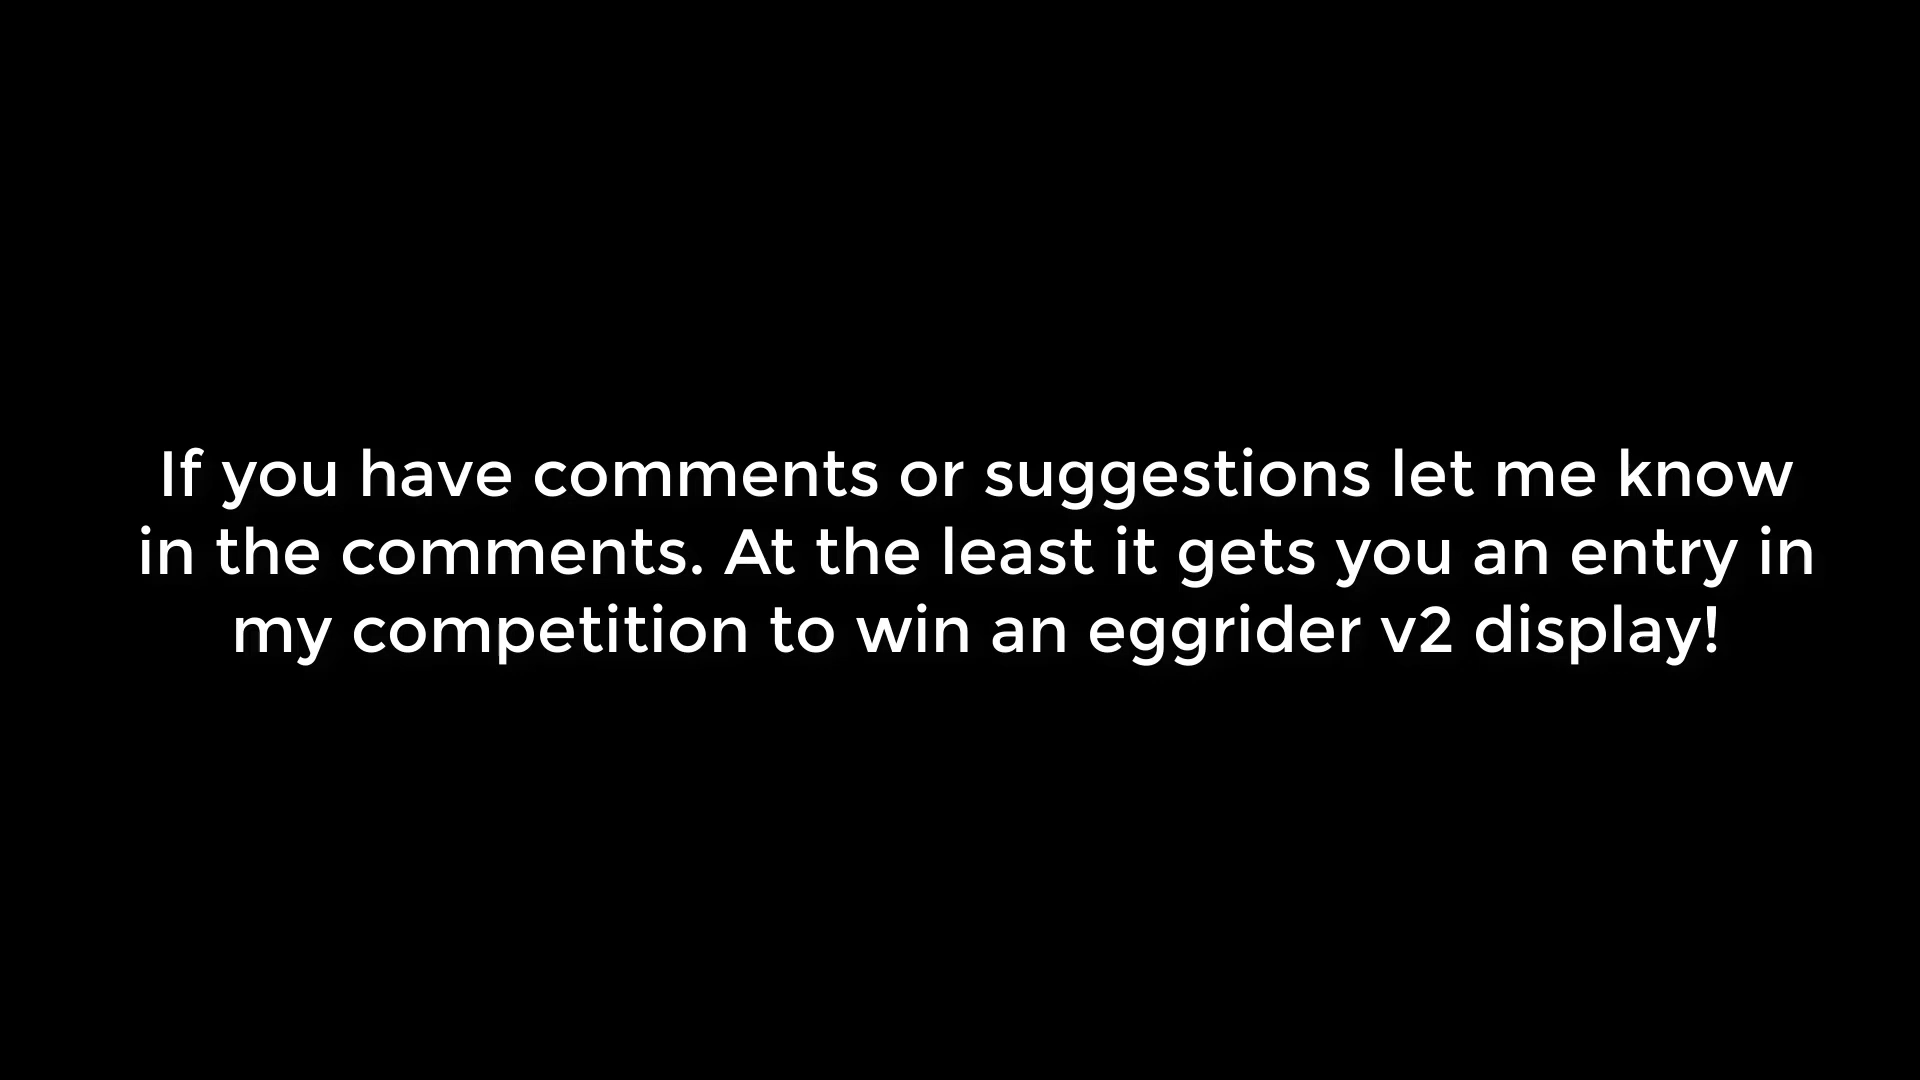 If you have comments or suggestions let me know
in the comments. At the least it gets you an entry in
my competition to win an eggrider v2 display!